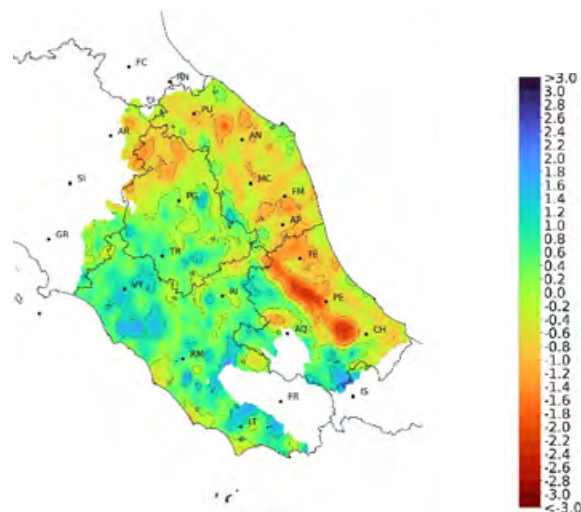 FC
RN
SI
PU
AR
AN
SI
MC
PG
FM
AP
GR
TR
TE
VT
RI
PE
AQ
CH
RM
FR
IS
LT
>3.0
3.0
2.8
2.6
2.4
2.2
2.0
1.8
1.6
1.4
1.2
1.0
0.8
0.6
0.4
0.2
0.0
-0.2
-0.4
-0.6
-0.8
-1.0
-1.2
-1.4
-1.6
-1.8
-2.0
-2.2
-2.4
-2.6
-2.8
-3.0
<-3.0